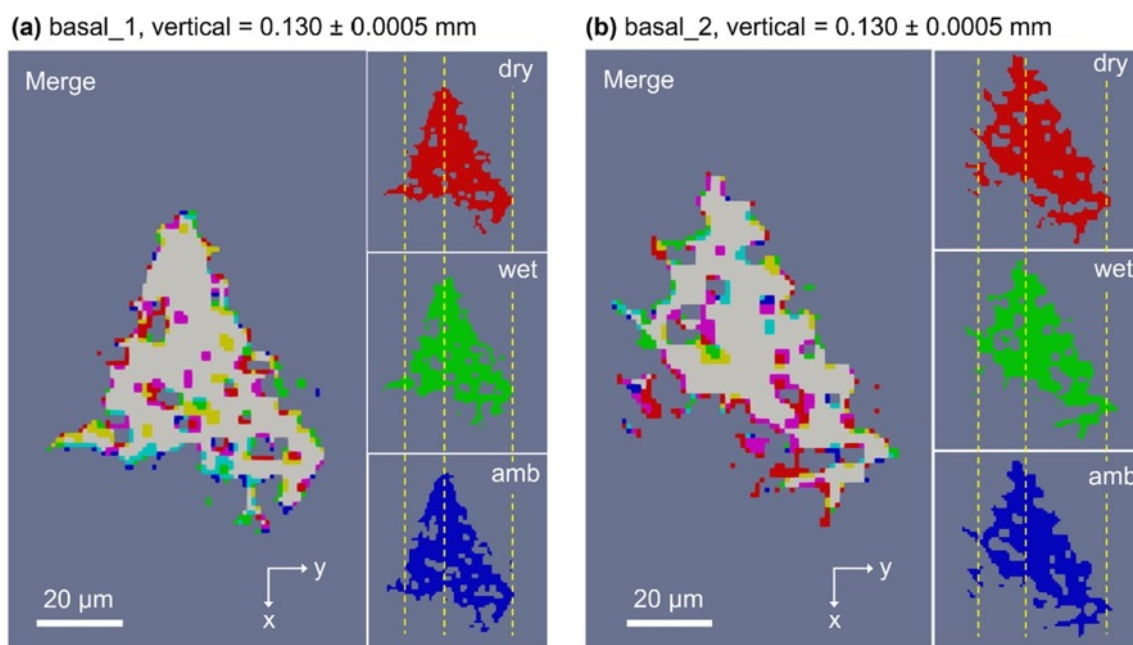 (a) basal_1, vertical = 0.130 ± 0.0005 mm
Merge
dry
wet
amb
20 µm
y
x
(b) basal_2, vertical = 0.130 ± 0.0005 mm
Merge
dry
wet
amb
20 µm
y
x